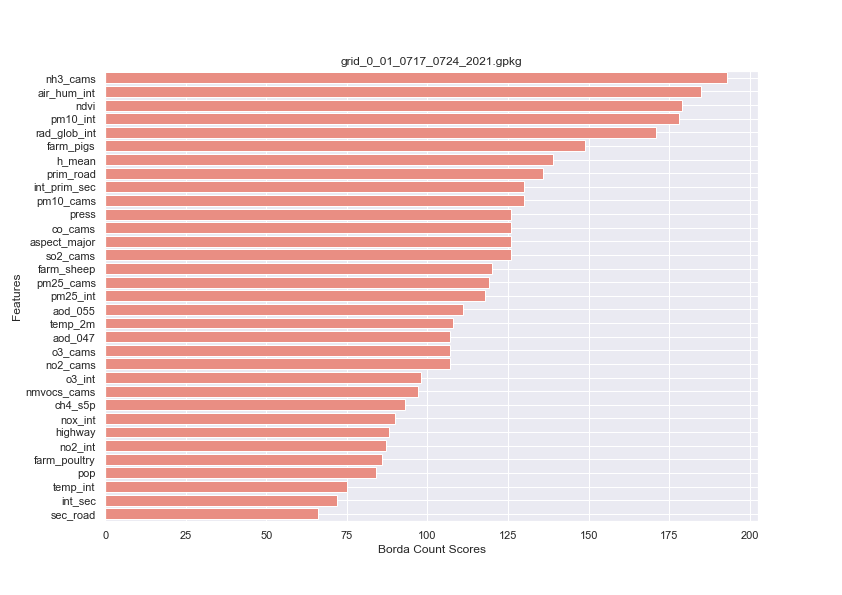 grid_0_01_0717_0724_2021.gpkg
nh3_cams
air_hum_int
ndvi
pm10_int
rad_glob_int
farm_pigs
h_mean
prim_road
int_prim_sec
pm10_cams
press
co_cams
aspect_major
so2_cams
farm_sheep
pm25_cams
pm25_int
aod_055
temp_2m
aod_047
o3_cams
no2_cams
o3_int
nmvocs_cams
ch4_s5p
nox_int
highway
no2_int
farm_poultry
pop
temp_int
int_sec
sec_road
Features
0 25 50 75 100 125 150 175 200
Borda Count Scores